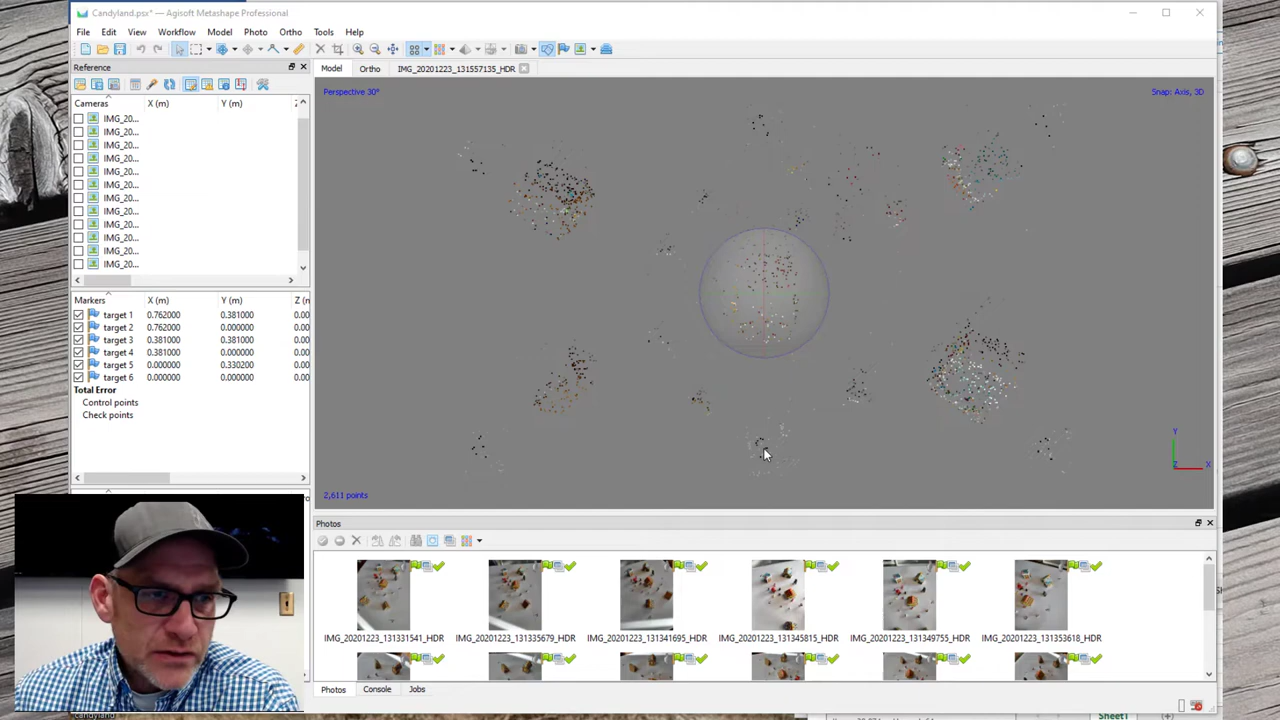 Candyland.psx* — Agisoft Metashape Professional
File Edit View Workflow Model Photo Ortho Tools Help
Reference
Model Ortho IMG_20201223_131557135_HDR
Cameras X (m) Y (m)
IMG_20...
IMG_20...
IMG_20...
IMG_20...
IMG_20...
IMG_20...
IMG_20...
IMG_20...
IMG_20...
IMG_20...
IMG_20...
IMG_20...
Perspective 30°
Snap: Axis, 3D
Markers X (m) Y (m) Z (m
target 1 0.762000 0.381000 0.00
target 2 0.762000 0.000000 0.00
target 3 0.381000 0.381000 0.00
target 4 0.381000 0.000000 0.00
target 5 0.000000 0.330200 0.00
target 6 0.000000 0.000000 0.00
Total Error
Control points
Check points
Y
X
2,611 points
Photos
IMG_20201223_131331541_HDR IMG_20201223_131335679_HDR IMG_20201223_131341695_HDR IMG_20201223_131345815_HDR IMG_20201223_131349755_HDR IMG_20201223_131353618_HDR
Photos Console Jobs
candyland
Sheet1